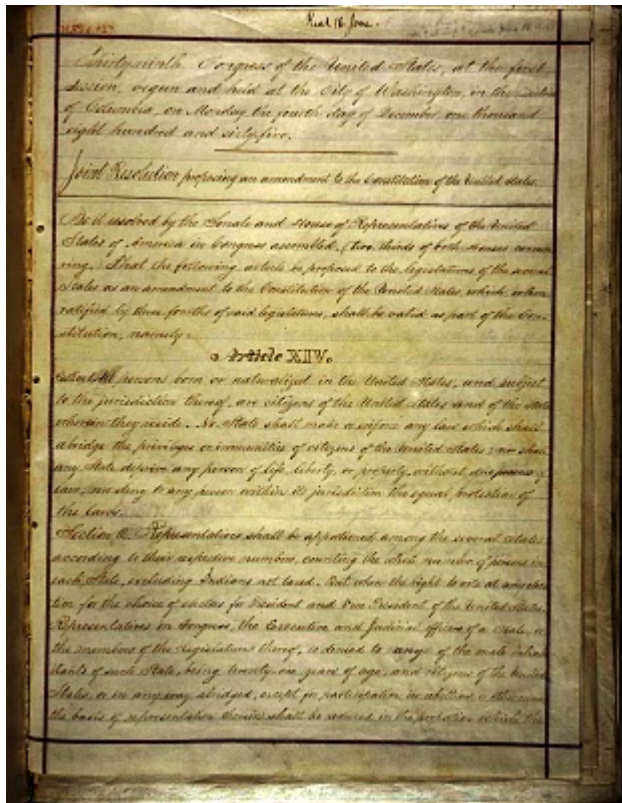 Thirty-ninth Congress of the United States, at the first
Session, begun and held at the City of Washington, in the District
of Columbia, on Monday the fourth day of December one thousand
eight hundred and sixty-five.
Joint Resolution proposing an amendment to the Constitution of the United States.
Be it resolved by the Senate and House of Representatives of the United
States of America in Congress assembled, (two thirds of both Houses concur-
ring,) That the following article be proposed to the legislatures of the several
States as an amendment to the Constitution of the United States, which, when
ratified by three fourths of said legislatures, shall be valid as part of the Con-
stitution, namely:
Article XIV.
Section 1. All persons born or naturalized in the United States, and subject
to the jurisdiction thereof, are citizens of the United States and of the State
wherein they reside. No State shall make or enforce any law which shall
abridge the privileges or immunities of citizens of the United States; nor shall
any State deprive any person of life, liberty, or property, without due process of
law, nor deny to any person within its jurisdiction the equal protection of
the laws.
Section 2. Representatives shall be apportioned among the several States
according to their respective numbers, counting the whole number of persons in
each State, excluding Indians not taxed. But when the right to vote at any elec-
tion for the choice of electors for President and Vice President of the United States,
Representatives in Congress, the Executive and Judicial officers of a State, or
the members of the Legislature thereof, is denied to any of the male inhabi-
tants of such State, being twenty-one years of age, and citizens of the United
States, or in any way abridged, except for participation in rebellion or other crime,
the basis of representation therein shall be reduced in the proportion which the